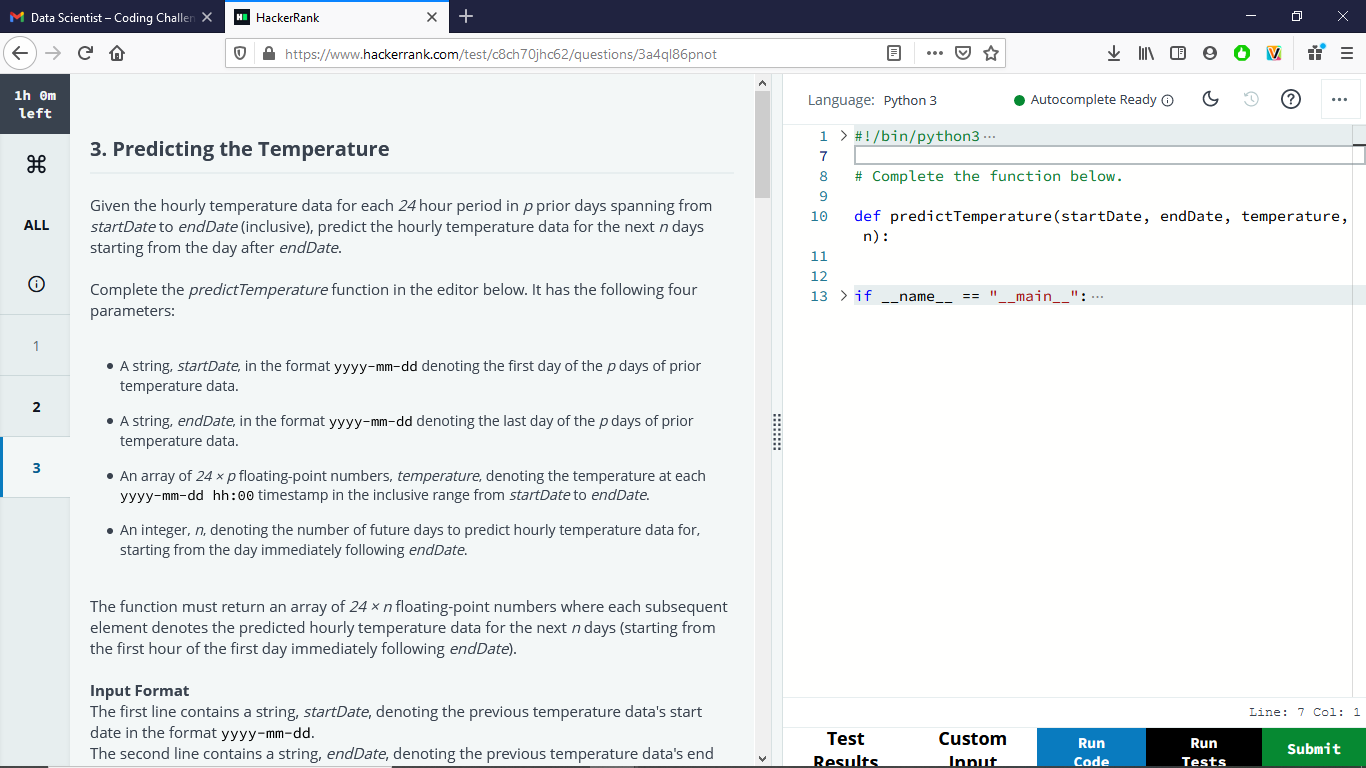 Data Scientist – Coding Challen
HackerRank
https://www.hackerrank.com/test/c8ch70jhc62/questions/3a4ql86pnot
1h 0m
left
ALL
1
2
3
3. Predicting the Temperature
Given the hourly temperature data for each 24 hour period in p prior days spanning from
startDate to endDate (inclusive), predict the hourly temperature data for the next n days
starting from the day after endDate.
Complete the predictTemperature function in the editor below. It has the following four
parameters:
• A string, startDate, in the format yyyy-mm-dd denoting the first day of the p days of prior
temperature data.
• A string, endDate, in the format yyyy-mm-dd denoting the last day of the p days of prior
temperature data.
• An array of 24 × p floating-point numbers, temperature, denoting the temperature at each
yyyy-mm-dd hh:00 timestamp in the inclusive range from startDate to endDate.
• An integer, n, denoting the number of future days to predict hourly temperature data for,
starting from the day immediately following endDate.
The function must return an array of 24 × n floating-point numbers where each subsequent
element denotes the predicted hourly temperature data for the next n days (starting from
the first hour of the first day immediately following endDate).
Input Format
The first line contains a string, startDate, denoting the previous temperature data's start
date in the format yyyy-mm-dd.
The second line contains a string, endDate, denoting the previous temperature data's end
Language: Python 3
Autocomplete Ready
1 #!/bin/python3 ···
7
8 # Complete the function below.
9
10 def predictTemperature(startDate, endDate, temperature,
n):
11
12
13 if __name__ == "__main__": ···
Line: 7 Col: 1
Test
Results
Custom
Input
Run
Code
Run
Tests
Submit